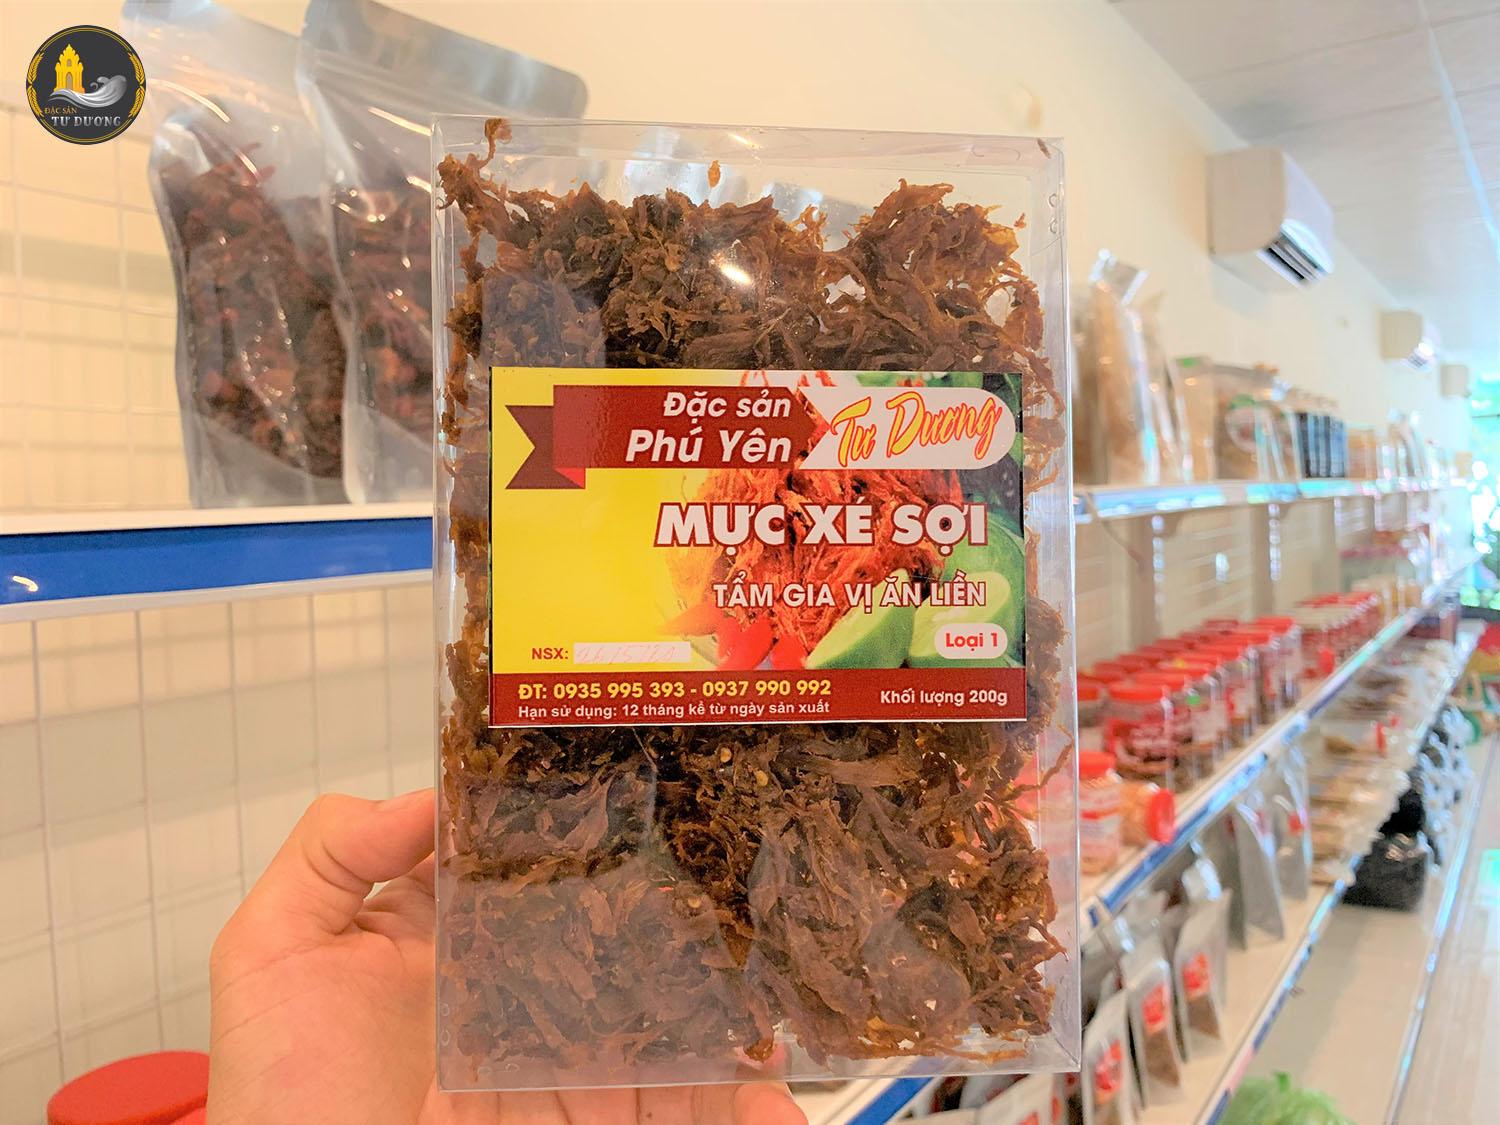 ĐẶC SẢN
TƯ DƯƠNG
Đặc sản
Phú Yên
Tư Dương
MỰC XÉ SỢI
TẨM GIA VỊ ĂN LIỀN
Loại 1
NSX:
ĐT: 0935 995 393 - 0937 990 992
Hạn sử dụng: 12 tháng kể từ ngày sản xuất
Khối lượng 200g